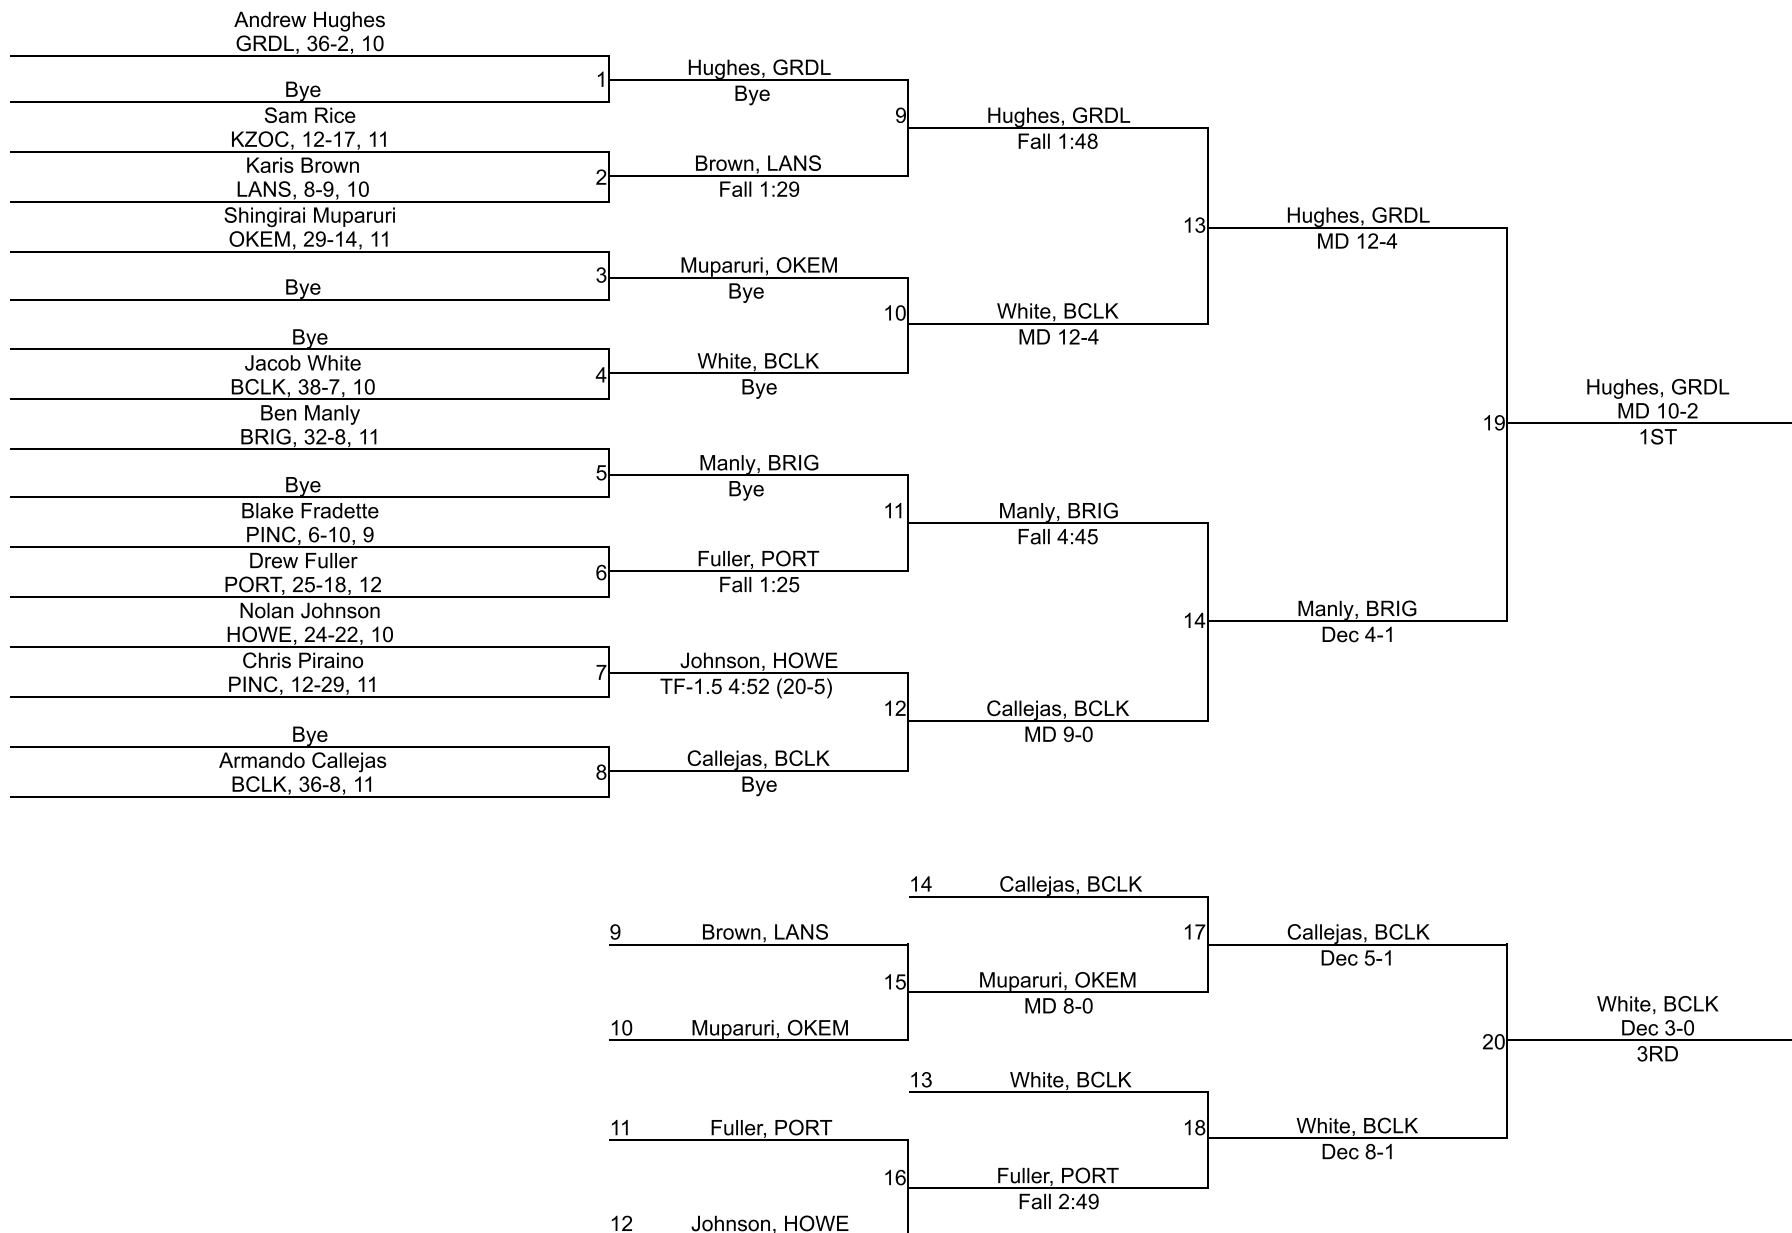 Andrew Hughes
GRDL, 36-2, 10
Bye
1
Sam Rice
KZOC, 12-17, 11
Karis Brown
LANS, 8-9, 10
2
Shingirai Muparuri
OKEM, 29-14, 11
Bye
3
Bye
Jacob White
BCLK, 38-7, 10
4
Ben Manly
BRIG, 32-8, 11
Bye
5
Blake Fradette
PINC, 6-10, 9
Drew Fuller
PORT, 25-18, 12
6
Nolan Johnson
HOWE, 24-22, 10
Chris Piraino
PINC, 12-29, 11
7
Bye
Armando Callejas
BCLK, 36-8, 11
8
Hughes, GRDL
Bye
9
Brown, LANS
Fall 1:29
Muparuri, OKEM
Bye
10
White, BCLK
Bye
Manly, BRIG
Bye
11
Fuller, PORT
Fall 1:25
Johnson, HOWE
TF-1.5 4:52 (20-5)
12
Callejas, BCLK
Bye
Hughes, GRDL
Fall 1:48
13
White, BCLK
MD 12-4
Manly, BRIG
Fall 4:45
14
Callejas, BCLK
MD 9-0
Hughes, GRDL
MD 12-4
19
Manly, BRIG
Dec 4-1
Hughes, GRDL
MD 10-2
1ST
14 Callejas, BCLK
9 Brown, LANS
17
15
Muparuri, OKEM
MD 8-0
10 Muparuri, OKEM
13 White, BCLK
11 Fuller, PORT
18
16
Fuller, PORT
Fall 2:49
12 Johnson, HOWE
Callejas, BCLK
Dec 5-1
20
White, BCLK
Dec 8-1
White, BCLK
Dec 3-0
3RD